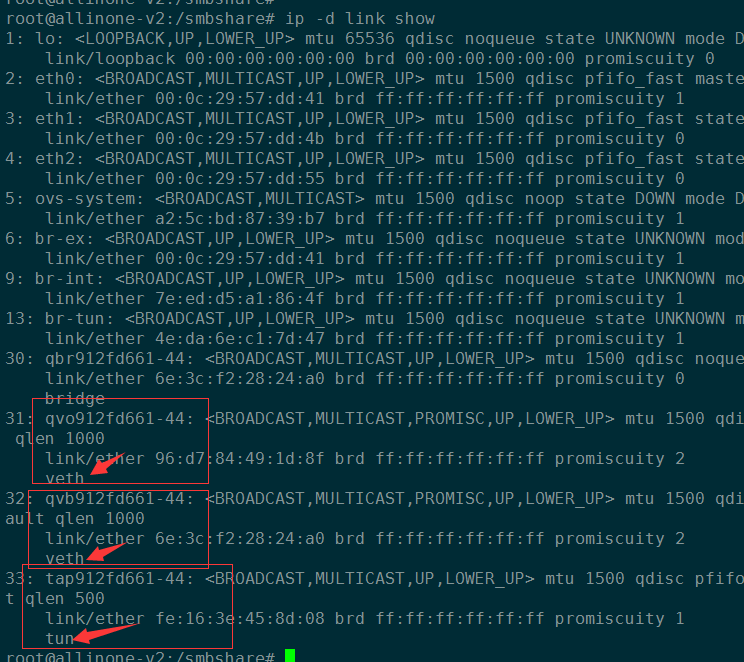 root@allinone-v2:/smbshare# ip -d link show
1: lo: <LOOPBACK,UP,LOWER_UP> mtu 65536 qdisc noqueue state UNKNOWN mode D
link/loopback 00:00:00:00:00:00 brd 00:00:00:00:00:00 promiscuity 0
2: eth0: <BROADCAST,MULTICAST,UP,LOWER_UP> mtu 1500 qdisc pfifo_fast maste
link/ether 00:0c:29:57:dd:41 brd ff:ff:ff:ff:ff:ff promiscuity 1
3: eth1: <BROADCAST,MULTICAST,UP,LOWER_UP> mtu 1500 qdisc pfifo_fast state
link/ether 00:0c:29:57:dd:4b brd ff:ff:ff:ff:ff:ff promiscuity 0
4: eth2: <BROADCAST,MULTICAST,UP,LOWER_UP> mtu 1500 qdisc pfifo_fast state
link/ether 00:0c:29:57:dd:55 brd ff:ff:ff:ff:ff:ff promiscuity 0
5: ovs-system: <BROADCAST,MULTICAST> mtu 1500 qdisc noop state DOWN mode D
link/ether a2:5c:bd:87:39:b7 brd ff:ff:ff:ff:ff:ff promiscuity 1
6: br-ex: <BROADCAST,UP,LOWER_UP> mtu 1500 qdisc noqueue state UNKNOWN mod
link/ether 00:0c:29:57:dd:41 brd ff:ff:ff:ff:ff:ff promiscuity 1
9: br-int: <BROADCAST,UP,LOWER_UP> mtu 1500 qdisc noqueue state UNKNOWN mo
link/ether 7e:ed:d5:a1:86:4f brd ff:ff:ff:ff:ff:ff promiscuity 1
13: br-tun: <BROADCAST,UP,LOWER_UP> mtu 1500 qdisc noqueue state UNKNOWN m
link/ether 4e:da:6e:c1:7d:47 brd ff:ff:ff:ff:ff:ff promiscuity 1
30: qbr912fd661-44: <BROADCAST,MULTICAST,UP,LOWER_UP> mtu 1500 qdisc noque
link/ether 6e:3c:f2:28:24:a0 brd ff:ff:ff:ff:ff:ff promiscuity 0
bridge
31: qvo912fd661-44: <BROADCAST,MULTICAST,PROMISC,UP,LOWER_UP> mtu 1500 qdi
qlen 1000
link/ether 96:d7:84:49:1d:8f brd ff:ff:ff:ff:ff:ff promiscuity 2
veth
32: qvb912fd661-44: <BROADCAST,MULTICAST,PROMISC,UP,LOWER_UP> mtu 1500 qdi
ault qlen 1000
link/ether 6e:3c:f2:28:24:a0 brd ff:ff:ff:ff:ff:ff promiscuity 2
veth
33: tap912fd661-44: <BROADCAST,MULTICAST,UP,LOWER_UP> mtu 1500 qdisc pfifo
t qlen 500
link/ether fe:16:3e:45:8d:08 brd ff:ff:ff:ff:ff:ff promiscuity 1
tun
root@allinone-v2:/smbshare#